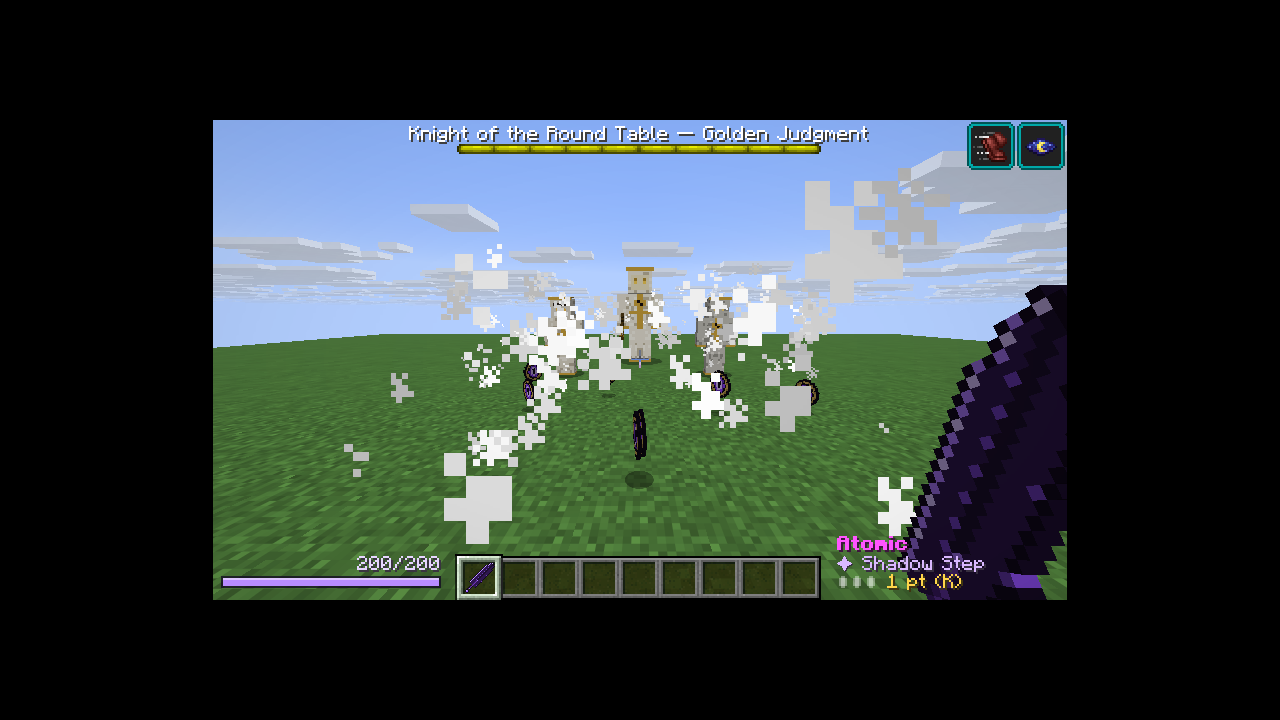 Knight of the Round Table — Golden Judgment
Atomic
200/200
Shadow Step
1 pt (K)